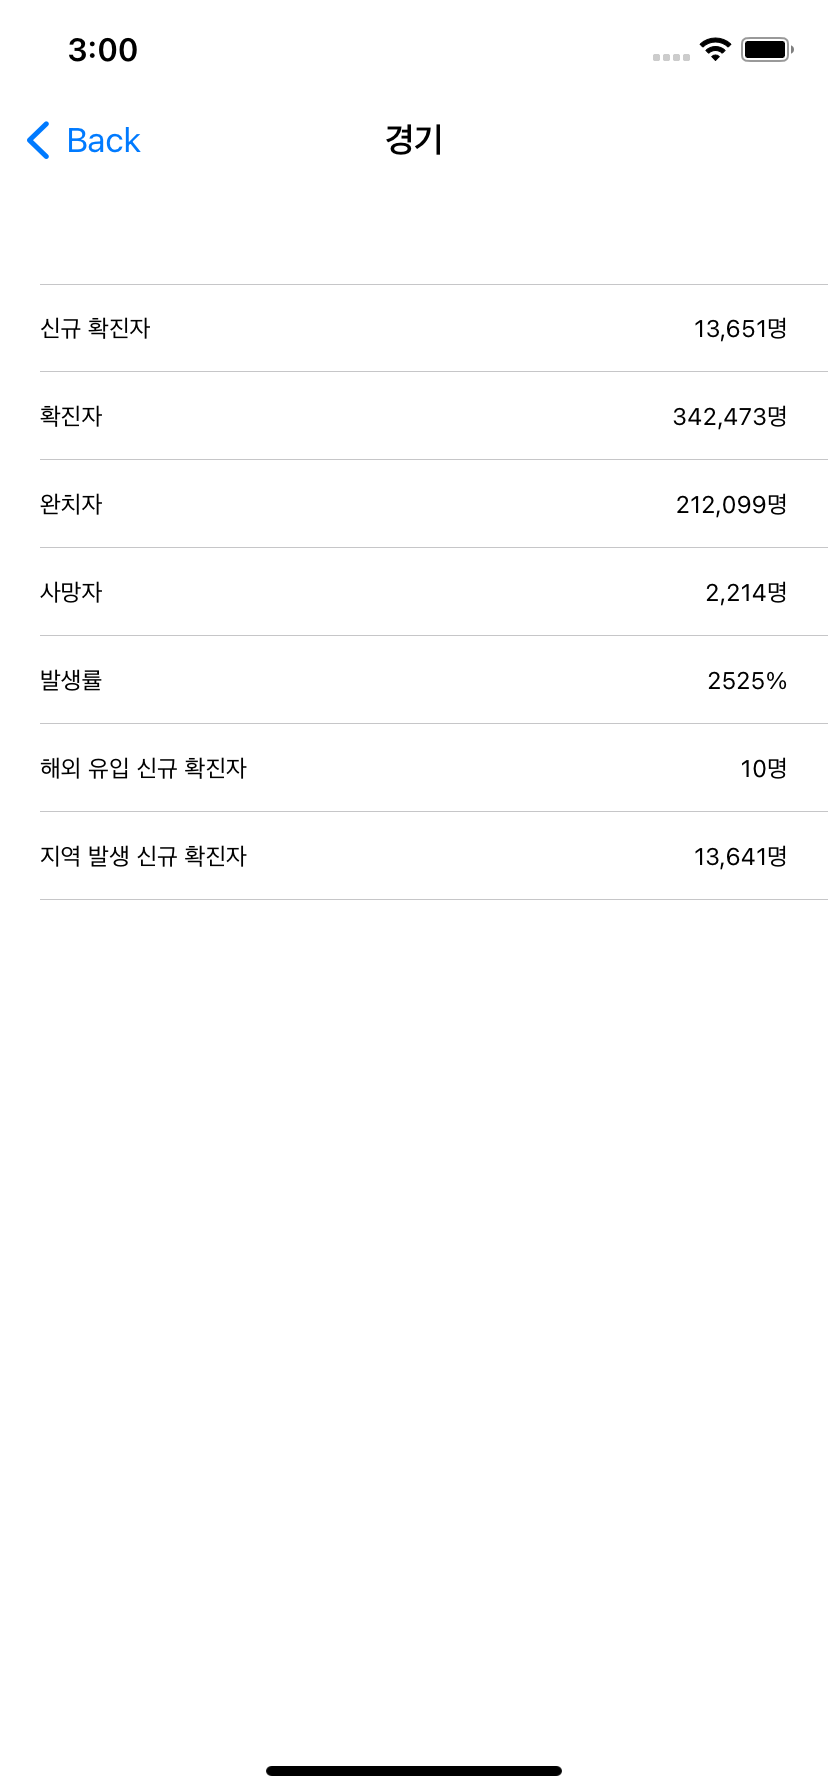 3:00
Back
경기
신규 확진자 13,651명
확진자 342,473명
완치자 212,099명
사망자 2,214명
발생률 2525%
해외 유입 신규 확진자 10명
지역 발생 신규 확진자 13,641명